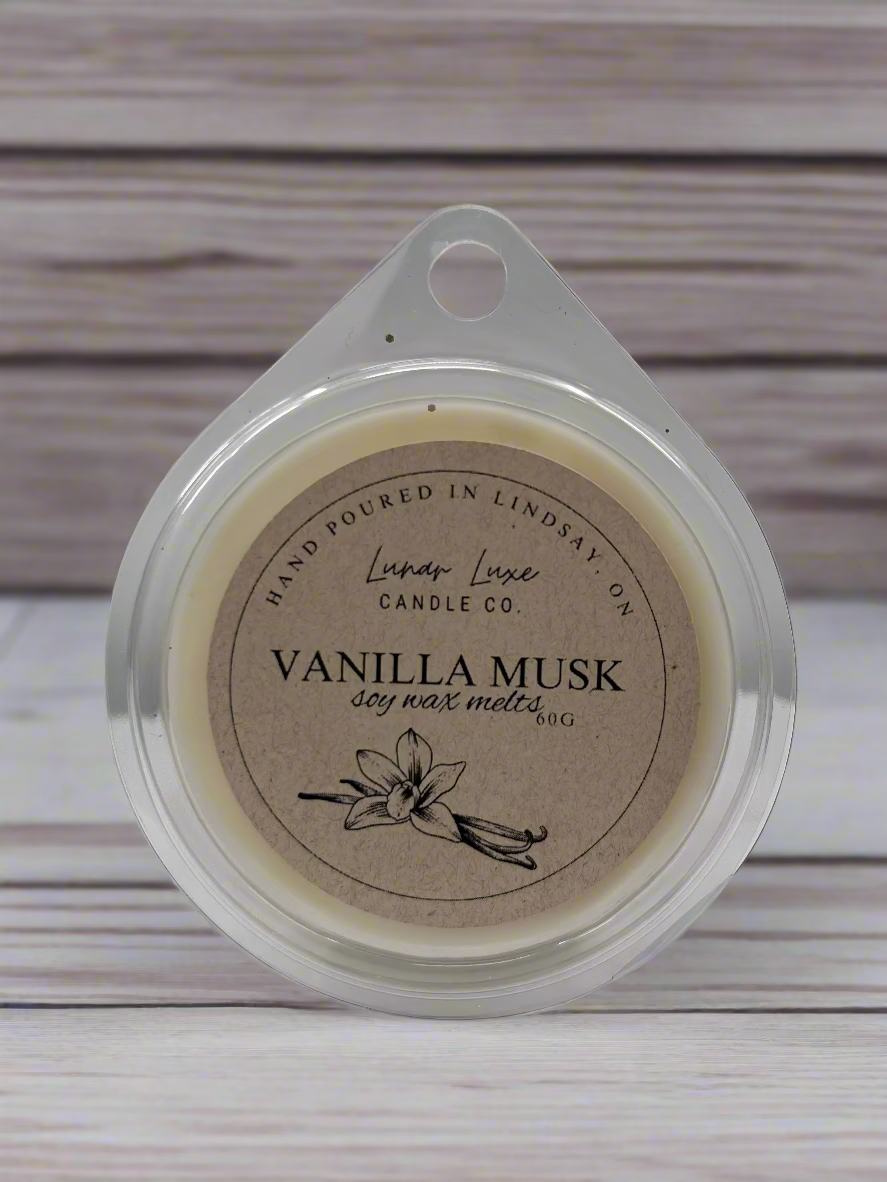 HAND POURED IN LINDSAY, ON
Lunar Luxe
CANDLE CO.
VANILLA MUSK
soy wax melts
60G